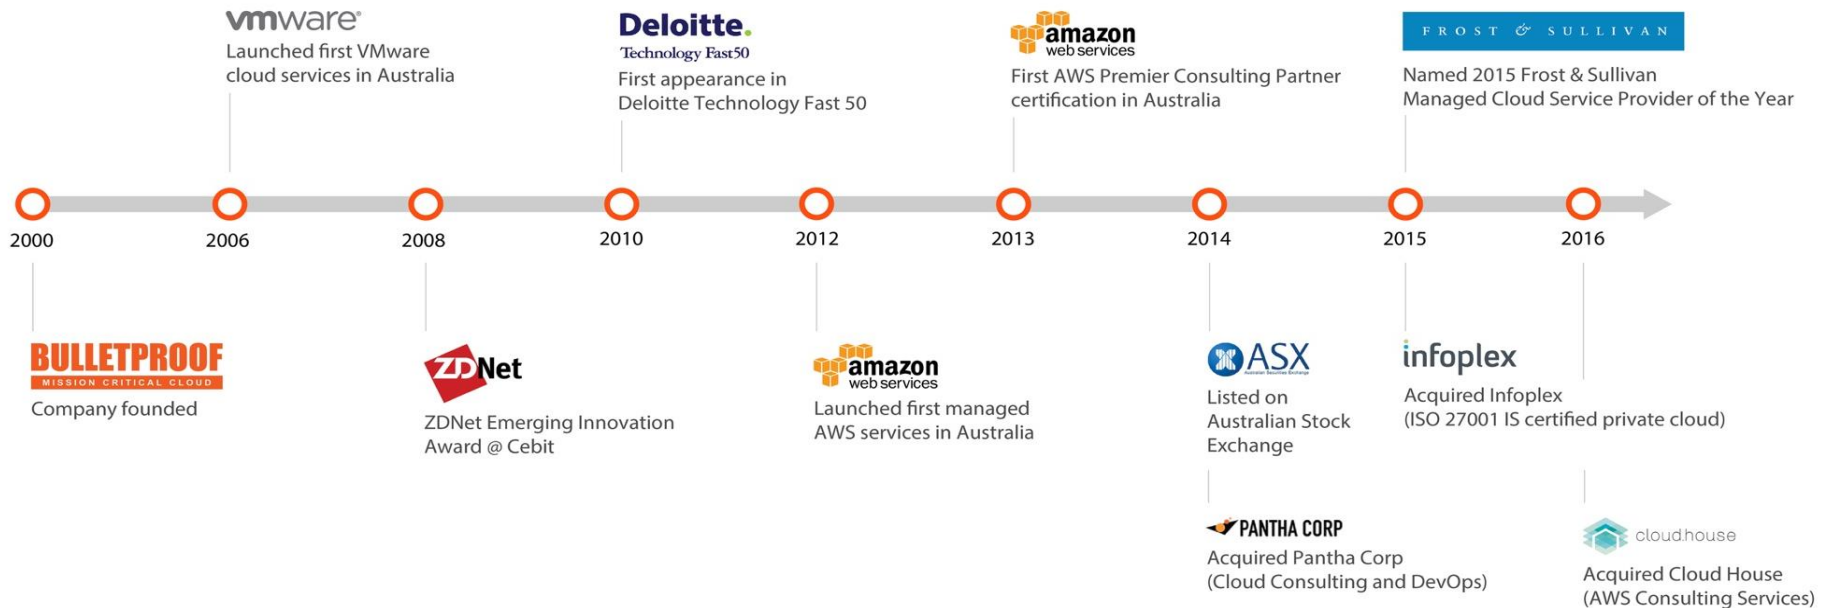 vmware®
Launched first VMware
cloud services in Australia
Deloitte.
Technology Fast50
First appearance in
Deloitte Technology Fast 50
amazon
web services
First AWS Premier Consulting Partner
certification in Australia
FROST & SULLIVAN
Named 2015 Frost & Sullivan
Managed Cloud Service Provider of the Year
2000
2006
2008
2010
2012
2013
2014
2015
2016
BULLETPROOF
MISSION CRITICAL CLOUD
Company founded
ZDNet
ZDNet Emerging Innovation
Award @ Cebit
amazon
web services
Launched first managed
AWS services in Australia
ASX
Australian Securities Exchange
Listed on
Australian Stock
Exchange
PANTHA CORP
Acquired Pantha Corp
(Cloud Consulting and DevOps)
infoplex
Acquired Infoplex
(ISO 27001 IS certified private cloud)
cloud.house
Acquired Cloud House
(AWS Consulting Services)